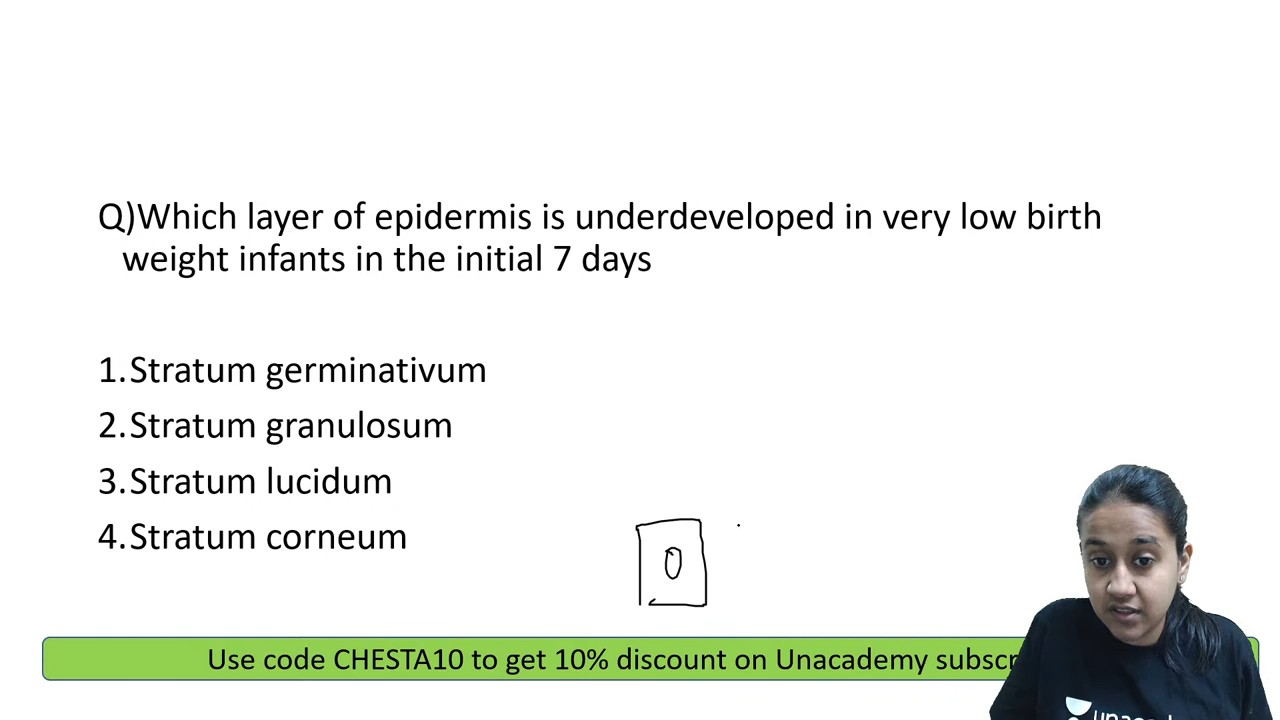 Q)Which layer of epidermis is underdeveloped in very low birth
weight infants in the initial 7 days
1.Stratum germinativum
2.Stratum granulosum
3.Stratum lucidum
4.Stratum corneum
Use code CHESTA10 to get 10% discount on Unacademy